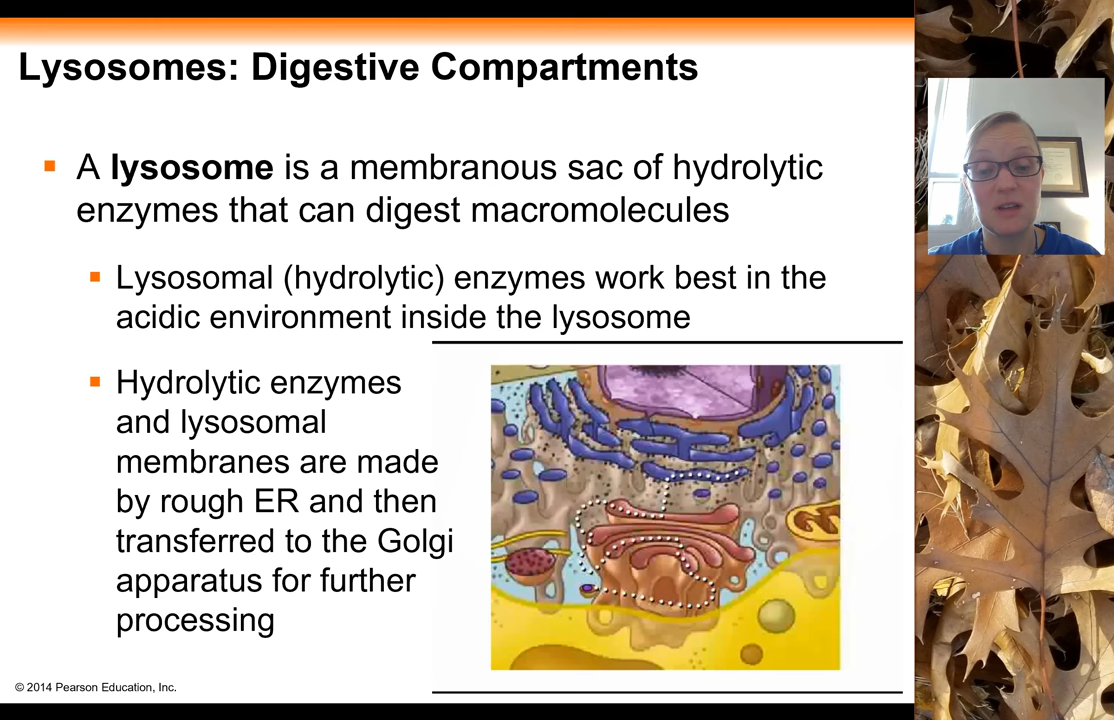 Lysosomes: Digestive Compartments
A lysosome is a membranous sac of hydrolytic
enzymes that can digest macromolecules
Lysosomal (hydrolytic) enzymes work best in the
acidic environment inside the lysosome
Hydrolytic enzymes
and lysosomal
membranes are made
by rough ER and then
transferred to the Golgi
apparatus for further
processing
© 2014 Pearson Education, Inc.